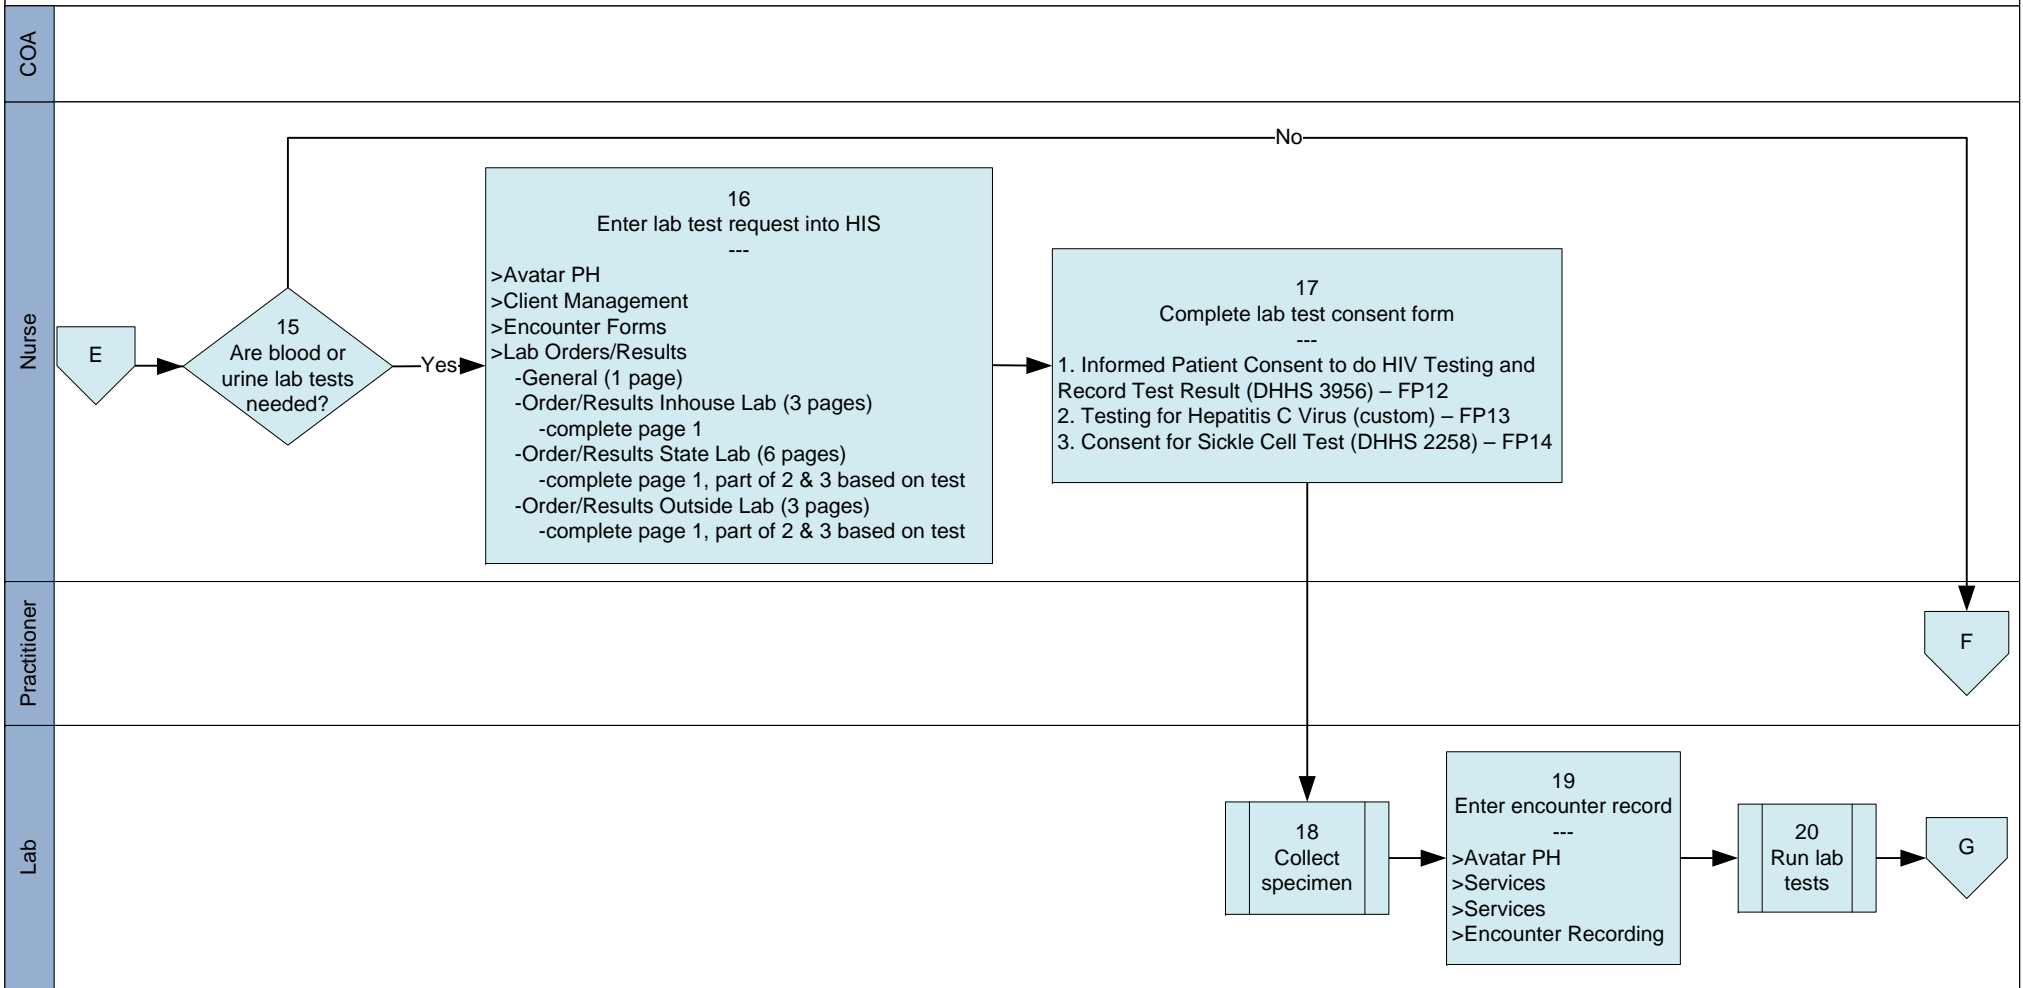 COA
Nurse
E
15
Are blood or
urine lab tests
needed?
No
Yes
16
Enter lab test request into HIS
---
>Avatar PH
>Client Management
>Encounter Forms
>Lab Orders/Results
-General (1 page)
-Order/Results Inhouse Lab (3 pages)
-complete page 1
-Order/Results State Lab (6 pages)
-complete page 1, part of 2 & 3 based on test
-Order/Results Outside Lab (3 pages)
-complete page 1, part of 2 & 3 based on test
17
Complete lab test consent form
---
1. Informed Patient Consent to do HIV Testing and
Record Test Result (DHHS 3956) – FP12
2. Testing for Hepatitis C Virus (custom) – FP13
3. Consent for Sickle Cell Test (DHHS 2258) – FP14
Practitioner
F
Lab
18
Collect
specimen
19
Enter encounter record
---
>Avatar PH
>Services
>Services
>Encounter Recording
20
Run lab
tests
G